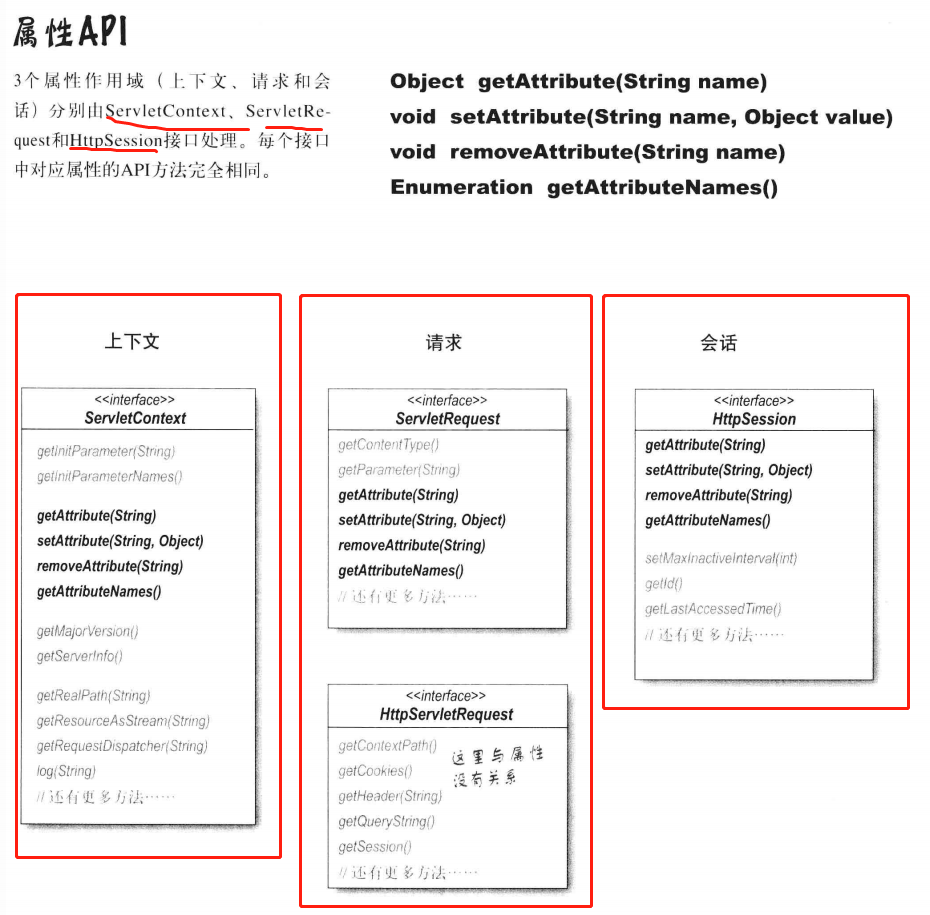 属性API
3个属性作用域（上下文、请求和会
话）分别由ServletContext、ServletRe-
quest和HttpSession接口处理。每个接口
中对应属性的API方法完全相同。
Object getAttribute(String name)
void setAttribute(String name, Object value)
void removeAttribute(String name)
Enumeration getAttributeNames()
上下文
<<interface>>
ServletContext
getInitParameter(String)
getInitParameterNames()
getAttribute(String)
setAttribute(String, Object)
removeAttribute(String)
getAttributeNames()
getMajorVersion()
getServerInfo()
getRealPath(String)
getResourceAsStream(String)
getRequestDispatcher(String)
log(String)
// 还有更多方法……
请求
<<interface>>
ServletRequest
getContentType()
getParameter(String)
getAttribute(String)
setAttribute(String, Object)
removeAttribute(String)
getAttributeNames()
// 还有更多方法……
<<interface>>
HttpServletRequest
getContextPath()
getCookies()
getHeader(String)
getQueryString()
getSession()
// 还有更多方法……
这里与属性
没有关系
会话
<<interface>>
HttpSession
getAttribute(String)
setAttribute(String, Object)
removeAttribute(String)
getAttributeNames()
setMaxInactiveInterval(int)
getId()
getLastAccessedTime()
// 还有更多方法……